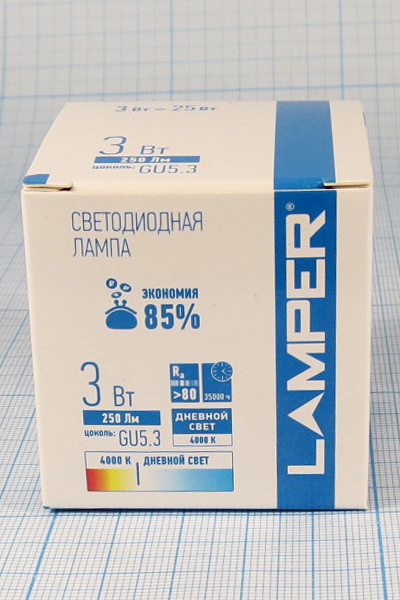 3 Вт = 25 Вт
3 Вт
250 Лм
цоколь: GU5.3
LAMPER®
СВЕТОДИОДНАЯ
ЛАМПА
ЭКОНОМИЯ
85%
3 Вт
250 Лм
цоколь: GU5.3
Ra
>80
35000 ч
ДНЕВНОЙ
СВЕТ
4000 К
4000 К ДНЕВНОЙ СВЕТ